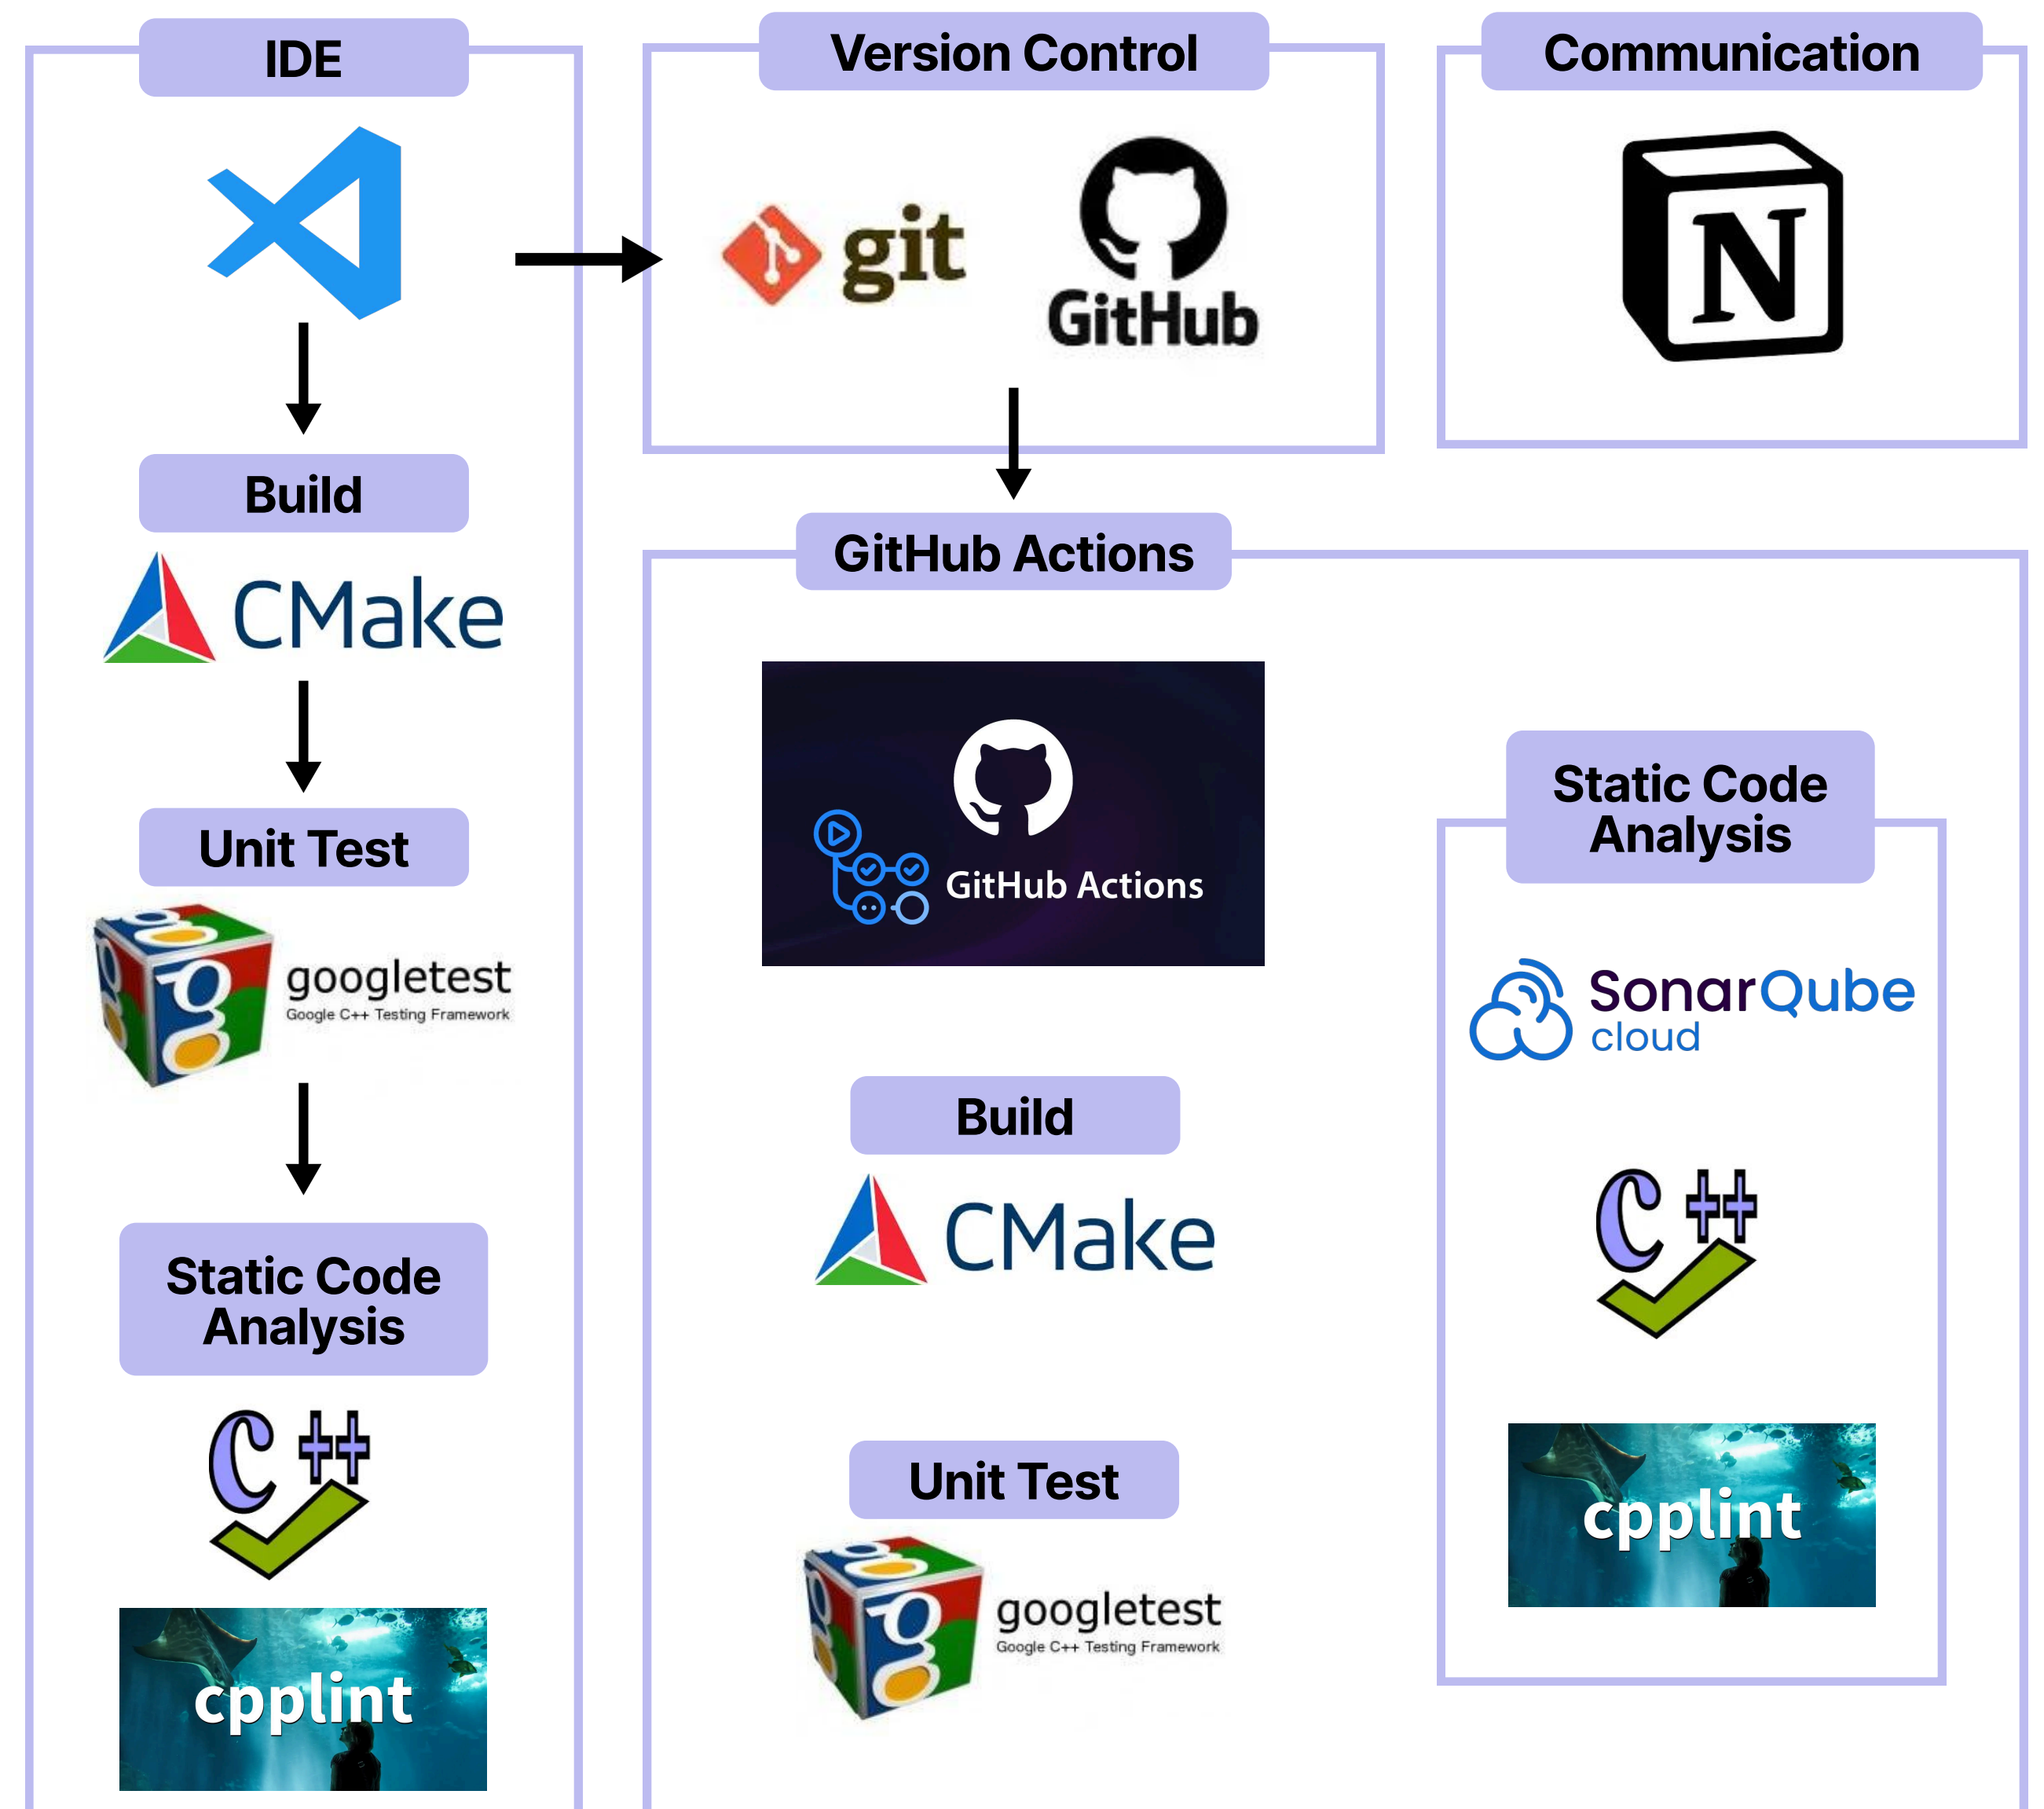 IDE
Build
CMake
Unit Test
googletest
Google C++ Testing Framework
Static Code
Analysis
C ++
cpplint
Version Control
git
GitHub
Communication
N
GitHub Actions
GitHub Actions
Build
CMake
Unit Test
googletest
Google C++ Testing Framework
Static Code
Analysis
SonarQube
cloud
C ++
cpplint